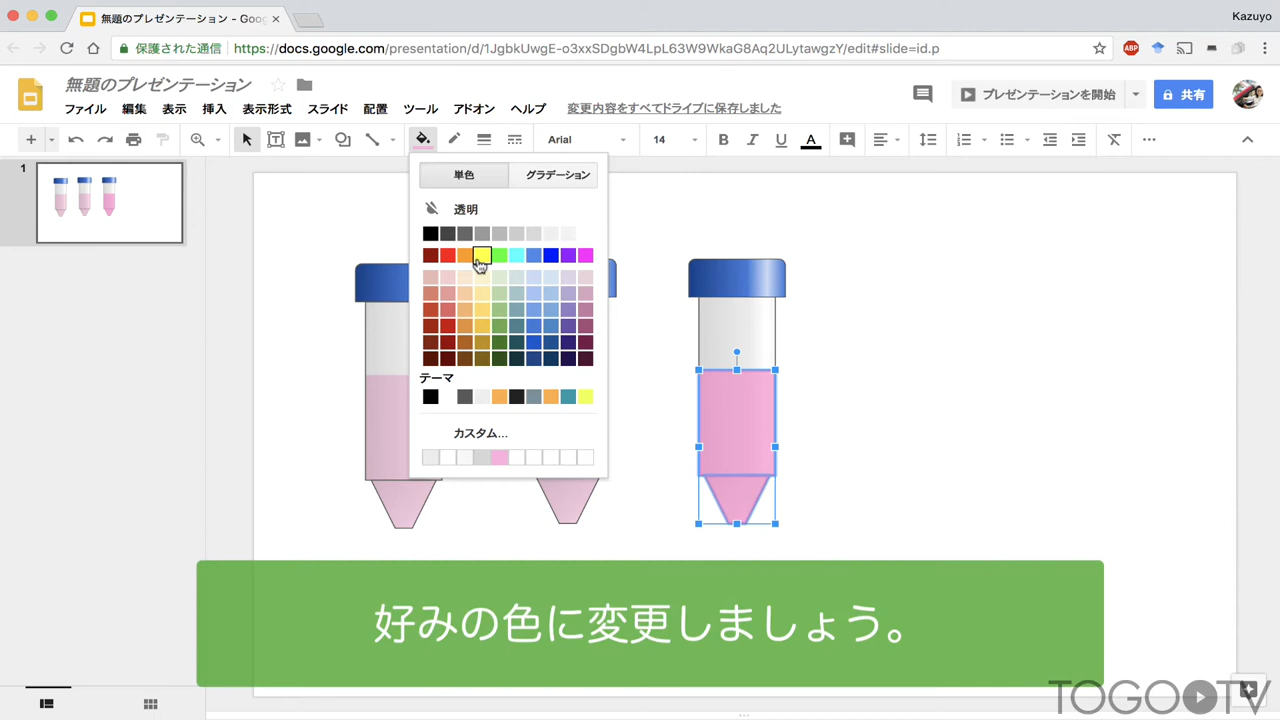 無題のプレゼンテーション - Goo
Kazuyo
保護された通信
https://docs.google.com/presentation/d/1JgbkUwgE-o3xxSDgbW4LpL63W9WkaG8Aq2ULytawgzY/edit#slide=id.p
ABP
無題のプレゼンテーション
ファイル 編集 表示 挿入 表示形式 スライド 配置 ツール アドオン ヘルプ
変更内容をすべてドライブに保存しました
プレゼンテーションを開始
共有
Arial
14
B I U A
1
単色 グラデーション
透明
テーマ
カスタム...
好みの色に変更しましょう。
TOGOTV